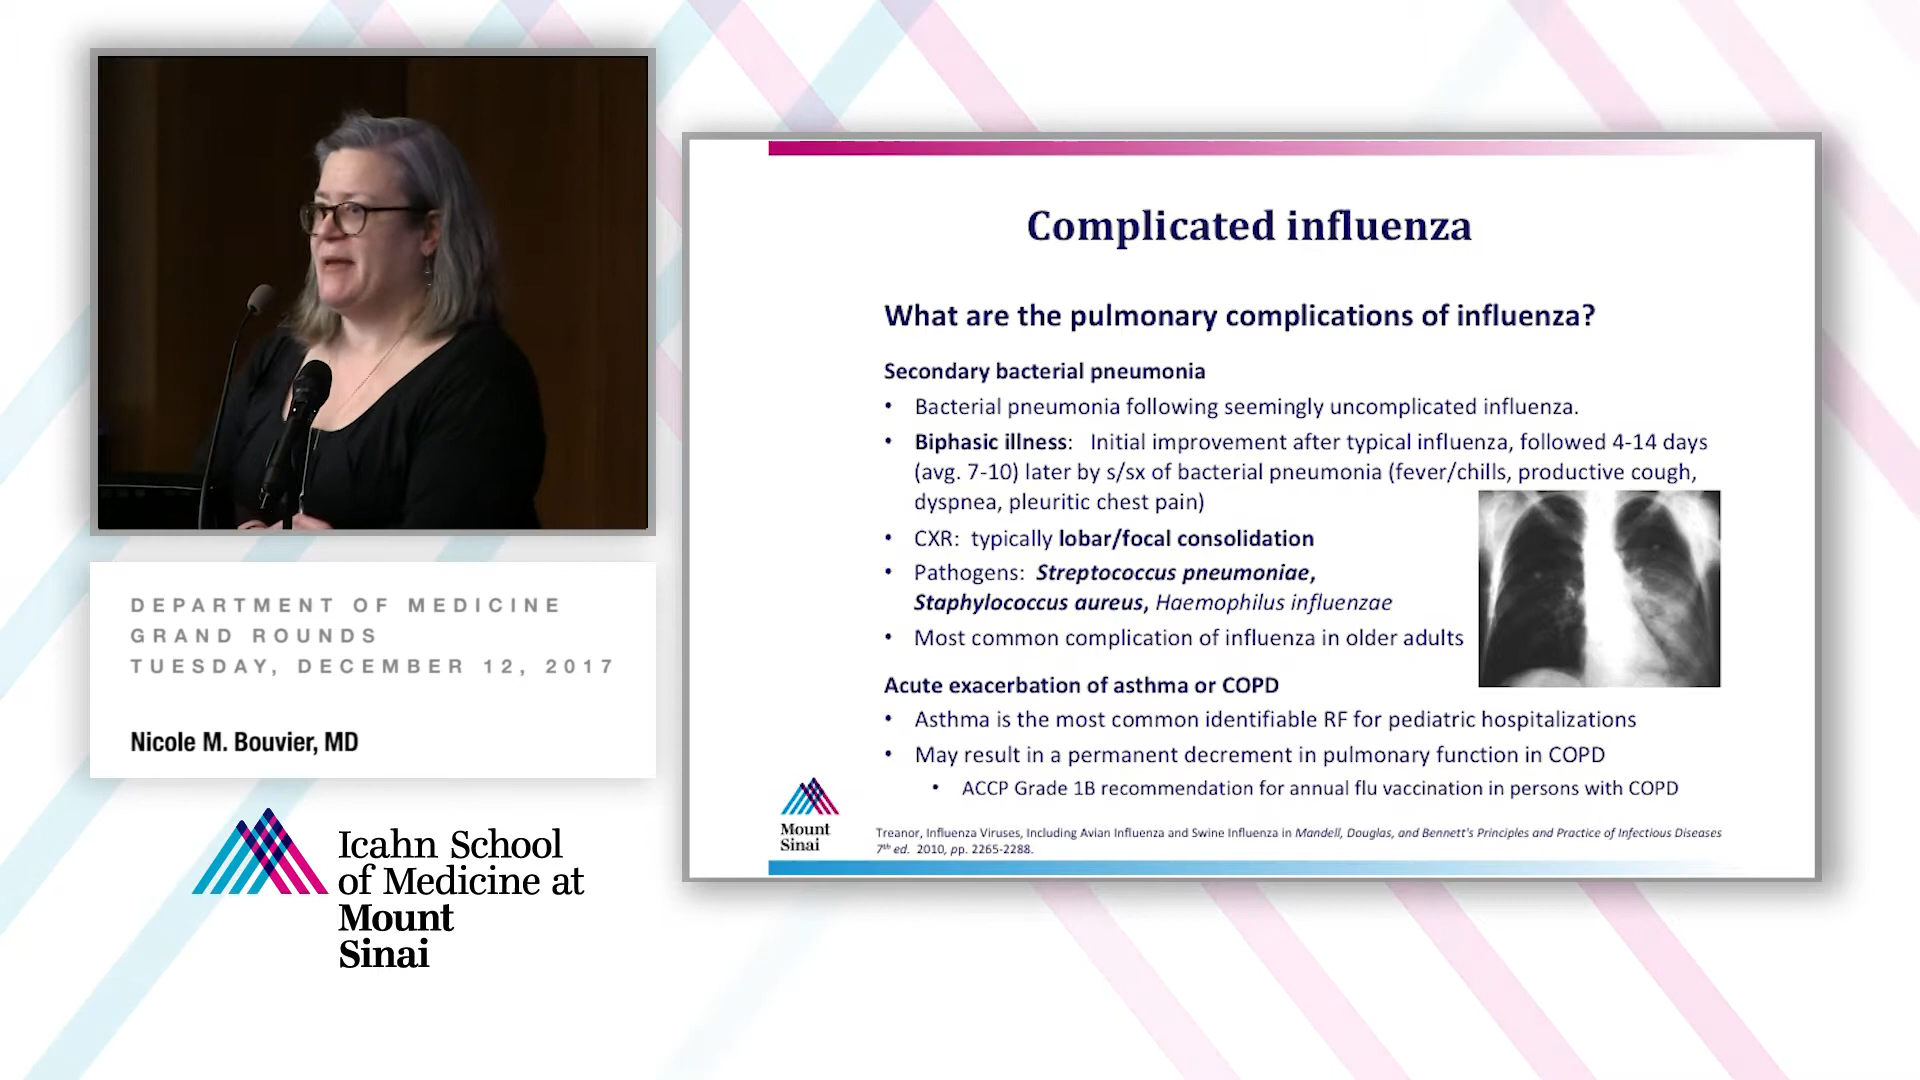 DEPARTMENT OF MEDICINE
GRAND ROUNDS
TUESDAY, DECEMBER 12, 2017
Nicole M. Bouvier, MD
Icahn School
of Medicine at
Mount
Sinai
Complicated influenza
What are the pulmonary complications of influenza?
Secondary bacterial pneumonia
• Bacterial pneumonia following seemingly uncomplicated influenza.
• Biphasic illness: Initial improvement after typical influenza, followed 4-14 days
(avg. 7-10) later by s/sx of bacterial pneumonia (fever/chills, productive cough,
dyspnea, pleuritic chest pain)
• CXR: typically lobar/focal consolidation
• Pathogens: Streptococcus pneumoniae,
Staphylococcus aureus, Haemophilus influenzae
• Most common complication of influenza in older adults
Acute exacerbation of asthma or COPD
• Asthma is the most common identifiable RF for pediatric hospitalizations
• May result in a permanent decrement in pulmonary function in COPD
• ACCP Grade 1B recommendation for annual flu vaccination in persons with COPD
Mount
Sinai
Treanor, Influenza Viruses, Including Avian Influenza and Swine Influenza in Mandell, Douglas, and Bennett's Principles and Practice of Infectious Diseases
7th ed. 2010, pp. 2265-2288.